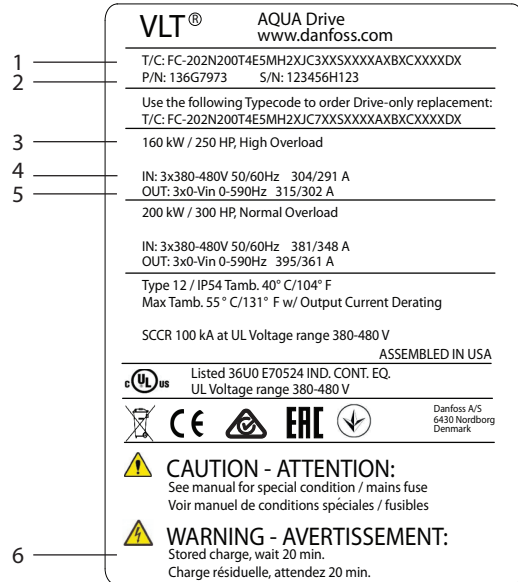 VLT® AQUA Drive
www.danfoss.com
1 T/C: FC-202N200T4E5MH2XJC3XXSXXXXAXBXCXXXXDX
2 P/N: 136G7973 S/N: 123456H123
Use the following Typecode to order Drive-only replacement:
T/C: FC-202N200T4E5MH2XJC7XXSXXXXAXBXCXXXXDX
3 160 kW / 250 HP, High Overload
4 IN: 3x380-480V 50/60Hz 304/291 A
5 OUT: 3x0-Vin 0-590Hz 315/302 A
200 kW / 300 HP, Normal Overload
IN: 3x380-480V 50/60Hz 381/348 A
OUT: 3x0-Vin 0-590Hz 395/361 A
Type 12 / IP54 Tamb. 40° C/104° F
Max Tamb. 55° C/131° F w/ Output Current Derating
SCCR 100 kA at UL Voltage range 380-480 V
ASSEMBLED IN USA
c UL us Listed 36U0 E70524 IND. CONT. EQ.
UL Voltage range 380-480 V
CE EAC
Danfoss A/S
6430 Nordborg
Denmark
CAUTION - ATTENTION:
See manual for special condition / mains fuse
Voir manuel de conditions spéciales / fusibles
WARNING - AVERTISSEMENT:
6 Stored charge, wait 20 min.
Charge résiduelle, attendez 20 min.